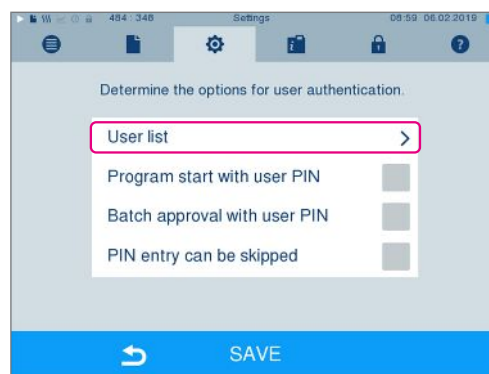 484 : 348 Settings 08:59 06.02.2019
Determine the options for user authentication.
User list
Program start with user PIN
Batch approval with user PIN
PIN entry can be skipped
SAVE